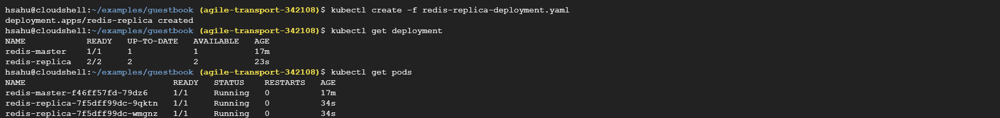 hsahu@cloudshell:~/examples/guestbook (agile-transport-342108)$ kubectl create -f redis-replica-deployment.yaml
deployment.apps/redis-replica created
hsahu@cloudshell:~/examples/guestbook (agile-transport-342108)$ kubectl get deployment
NAME            READY   UP-TO-DATE   AVAILABLE   AGE
redis-master    1/1     1            1           17m
redis-replica   2/2     2            2           23s
hsahu@cloudshell:~/examples/guestbook (agile-transport-342108)$ kubectl get pods
NAME                             READY   STATUS    RESTARTS   AGE
redis-master-f46ff57fd-79dz6     1/1     Running   0          17m
redis-replica-7f5dff99dc-9qktn   1/1     Running   0          34s
redis-replica-7f5dff99dc-wmgnz   1/1     Running   0          34s